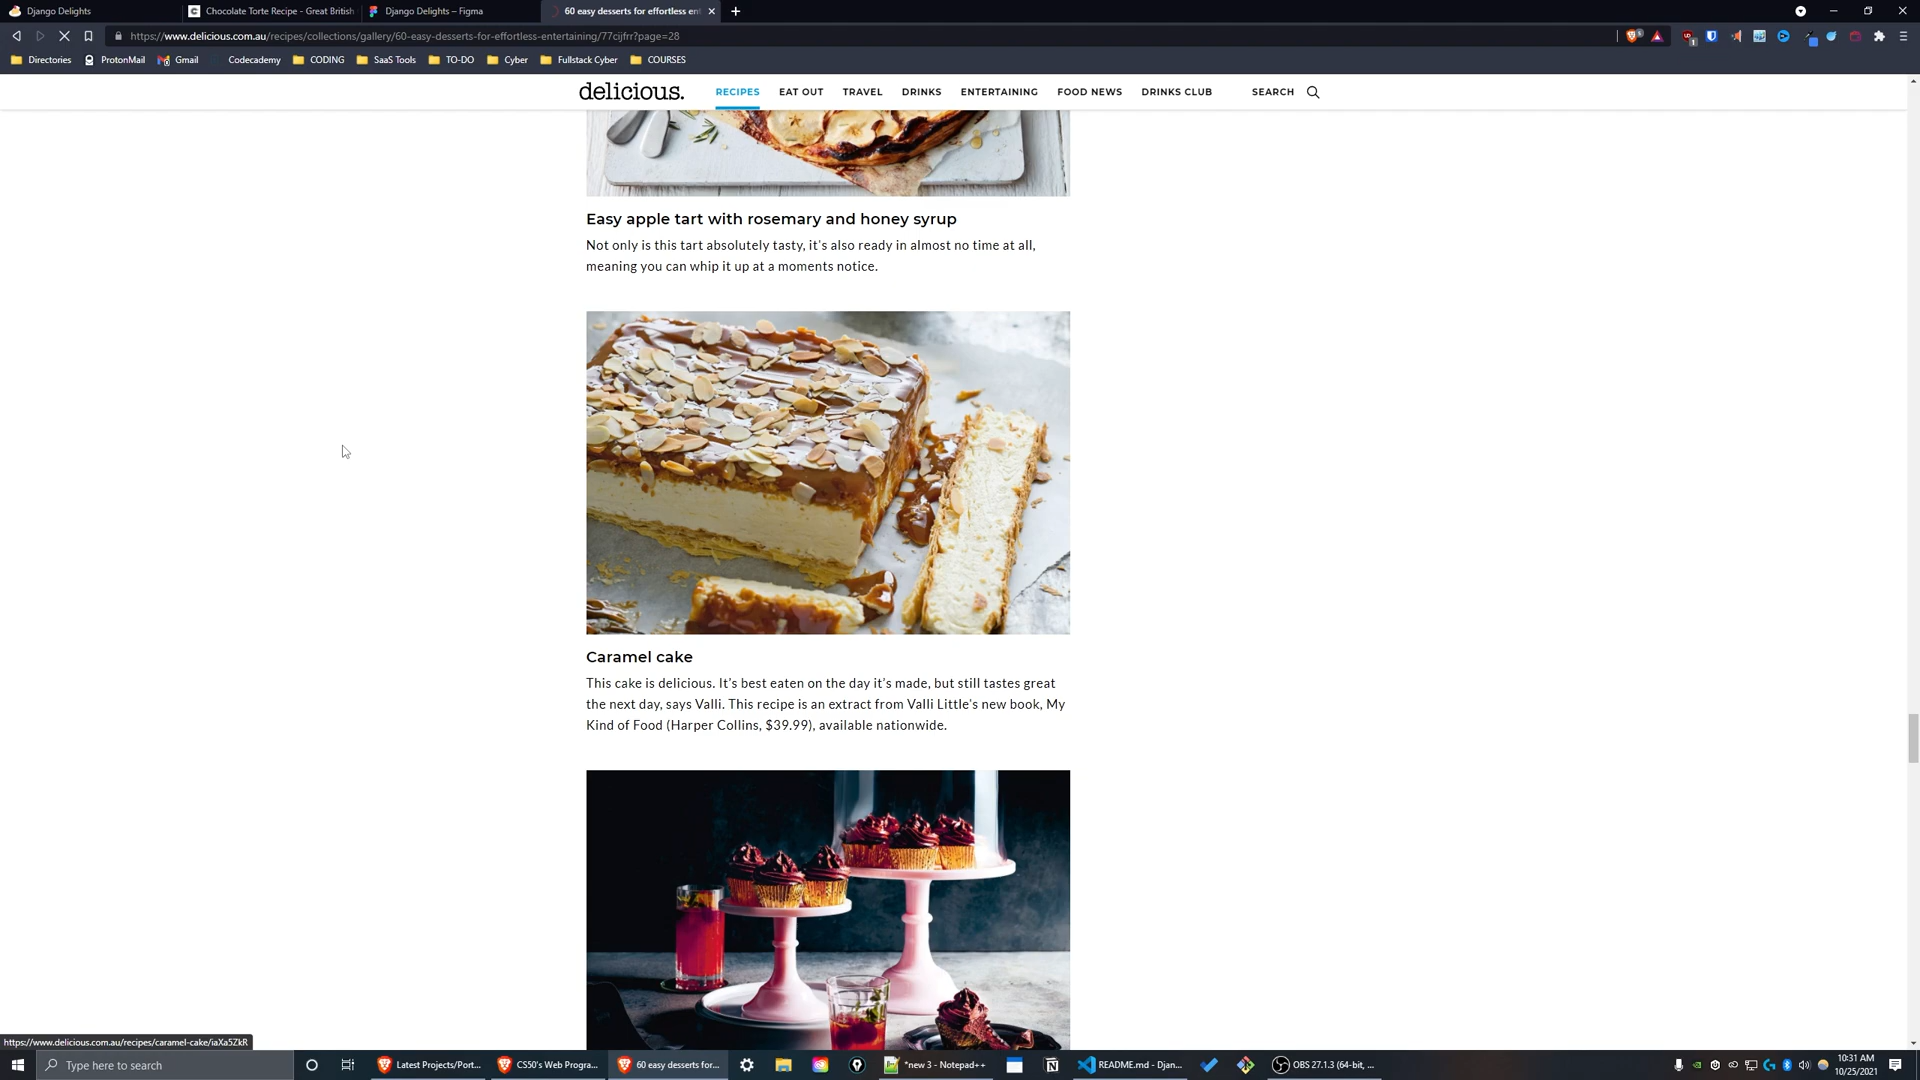 Django Delights
Chocolate Torte Recipe - Great British
Django Delights – Figma
60 easy desserts for effortless en
https://www.delicious.com.au/recipes/collections/gallery/60-easy-desserts-for-effortless-entertaining/77cijfrr?page=28
Directories
ProtonMail
Gmail
Codecademy
CODING
SaaS Tools
TO-DO
Cyber
Fullstack Cyber
COURSES
delicious.
RECIPES
EAT OUT
TRAVEL
DRINKS
ENTERTAINING
FOOD NEWS
DRINKS CLUB
SEARCH
Easy apple tart with rosemary and honey syrup
Not only is this tart absolutely tasty, it's also ready in almost no time at all,
meaning you can whip it up at a moments notice.
Caramel cake
This cake is delicious. It's best eaten on the day it's made, but still tastes great
the next day, says Valli. This recipe is an extract from Valli Little's new book, My
Kind of Food (Harper Collins, $39.99), available nationwide.
https://www.delicious.com.au/recipes/caramel-cake/iaXa5ZkR
Type here to search
Latest Projects/Port...
CS50's Web Progra...
60 easy desserts for...
*new 3 - Notepad++
README.md - Djan...
OBS 27.1.3 (64-bit, ...
10:31 AM
10/25/2021